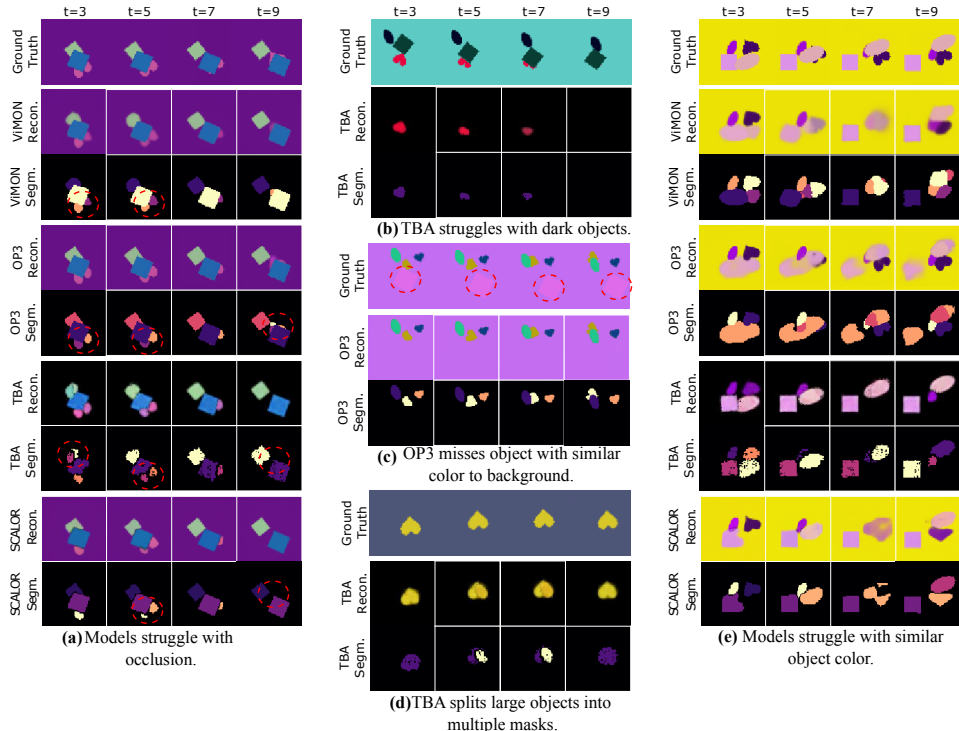 t=3 t=5 t=7 t=9
Ground Truth
ViMON Recon.
ViMON Segm.
OP3 Recon.
OP3 Segm.
TBA Recon.
TBA Segm.
SCALOR Recon.
SCALOR Segm.
(a) Models struggle with
occlusion.
t=3 t=5 t=7 t=9
Ground Truth
TBA Recon.
TBA Segm.
(b) TBA struggles with dark objects.
Ground Truth
OP3 Recon.
OP3 Segm.
(c) OP3 misses object with similar
color to background.
Ground Truth
TBA Recon.
TBA Segm.
(d)TBA splits large objects into
multiple masks.
t=3 t=5 t=7 t=9
Ground Truth
ViMON Recon.
ViMON Segm.
OP3 Recon.
OP3 Segm.
TBA Recon.
TBA Segm.
SCALOR Recon.
SCALOR Segm.
(e) Models struggle with similar
object color.